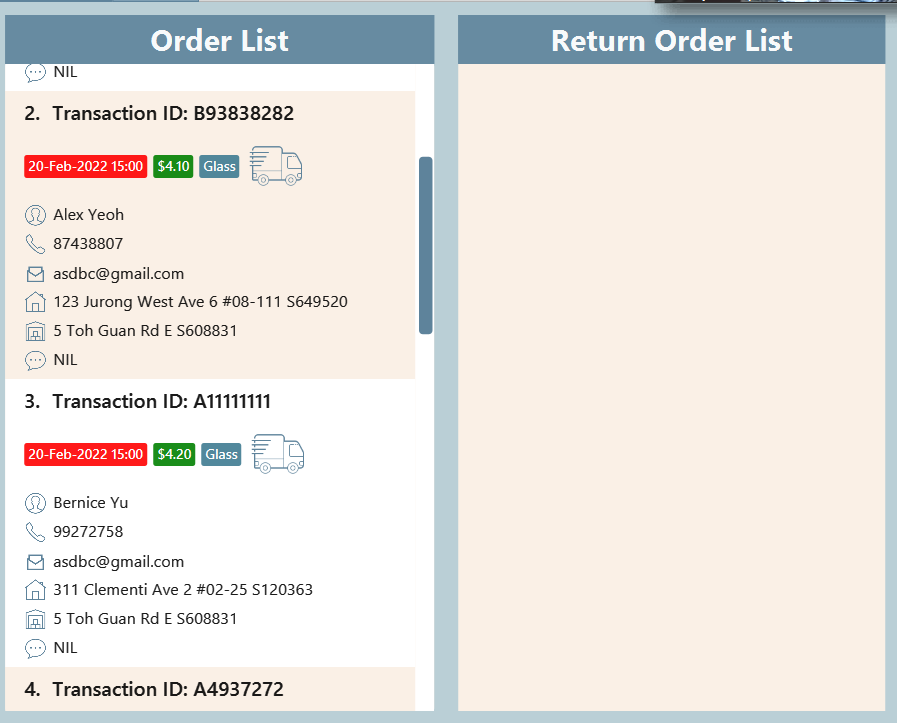 Order List
NIL
2. Transaction ID: B93838282
20-Feb-2022 15:00 $4.10 Glass
Alex Yeoh
87438807
asdbc@gmail.com
123 Jurong West Ave 6 #08-111 S649520
5 Toh Guan Rd E S608831
NIL
3. Transaction ID: A11111111
20-Feb-2022 15:00 $4.20 Glass
Bernice Yu
99272758
asdbc@gmail.com
311 Clementi Ave 2 #02-25 S120363
5 Toh Guan Rd E S608831
NIL
4. Transaction ID: A4937272
Return Order List